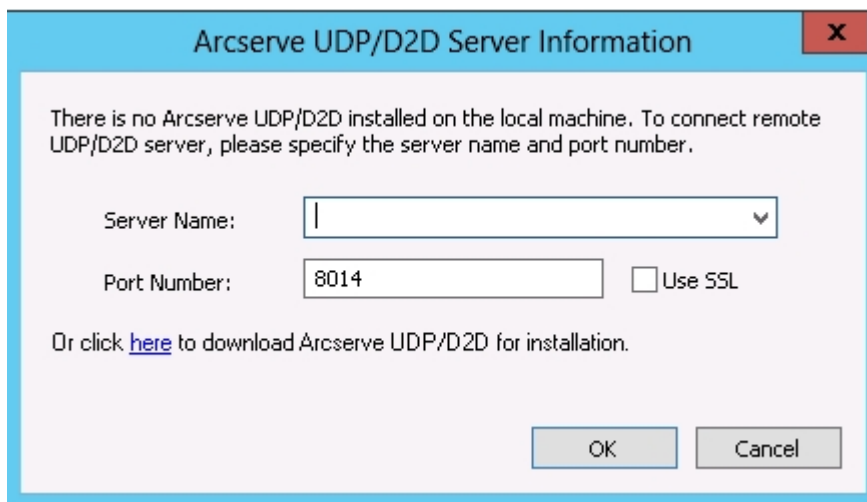 Arcserve UDP/D2D Server Information
x
There is no Arcserve UDP/D2D installed on the local machine. To connect remote
UDP/D2D server, please specify the server name and port number.
Server Name:
Port Number: 8014 Use SSL
Or click here to download Arcserve UDP/D2D for installation.
OK Cancel